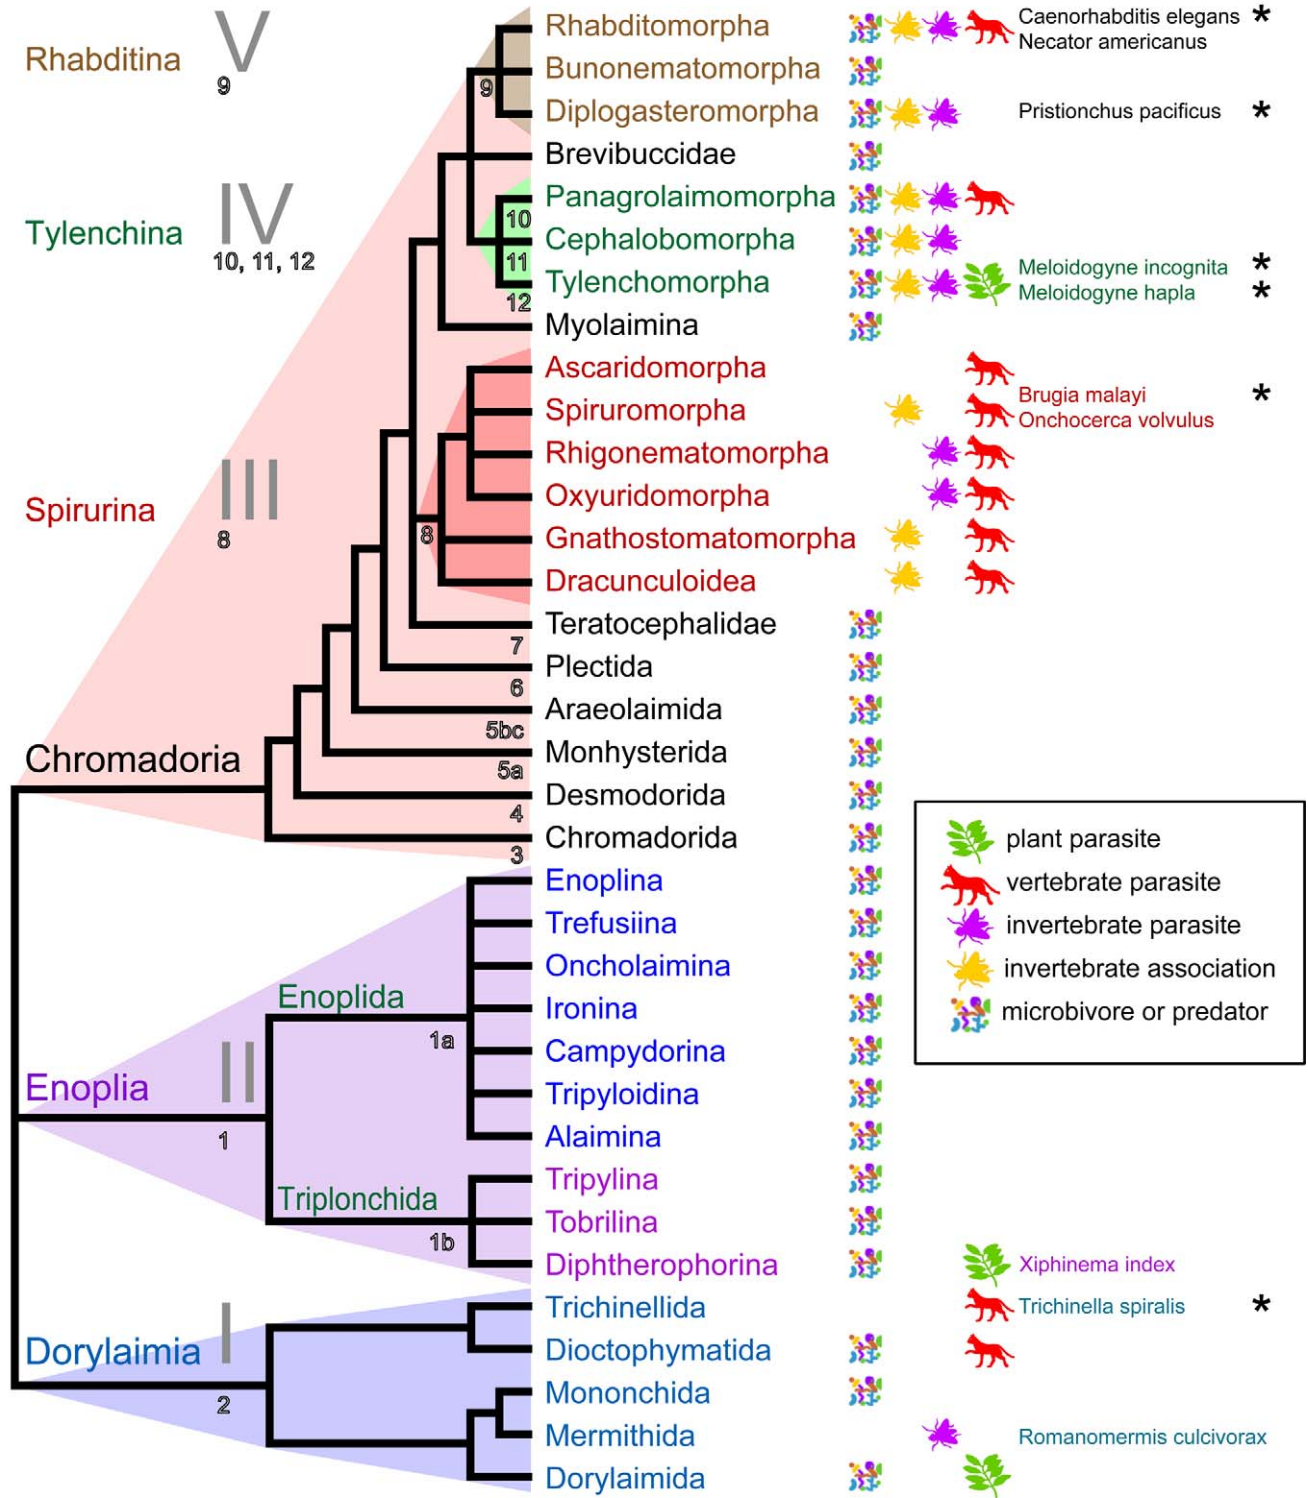 Rhabditina
V
9
Tylenchina
IV
10, 11, 12
Spirurina
III
8
Chromadoria
Enoplia
II
1
Enoplida
1a
Triplonchida
1b
Dorylaimia
I
2
9
10
11
12
8
7
6
5bc
5a
4
3
Rhabditomorpha
Caenorhabditis elegans *
Necator americanus
Bunonematomorpha
Diplogasteromorpha
Pristionchus pacificus *
Brevibuccidae
Panagrolaimomorpha
Cephalobomorpha
Tylenchomorpha
Meloidogyne incognita *
Meloidogyne hapla *
Myolaimina
Ascaridomorpha
Spiruromorpha
Brugia malayi *
Onchocerca volvulus
Rhigonematomorpha
Oxyuridomorpha
Gnathostomatomorpha
Dracunculoidea
Teratocephalidae
Plectida
Araeolaimida
Monhysterida
Desmodorida
Chromadorida
Enoplina
Trefusiina
Oncholaimina
Ironina
Campydorina
Tripyloidina
Alaimina
Tripylina
Tobrilina
Diphtherophorina
Xiphinema index
Trichinellida
Trichinella spiralis *
Dioctophymatida
Mononchida
Mermithida
Romanomermis culcivorax
Dorylaimida
plant parasite
vertebrate parasite
invertebrate parasite
invertebrate association
microbivore or predator